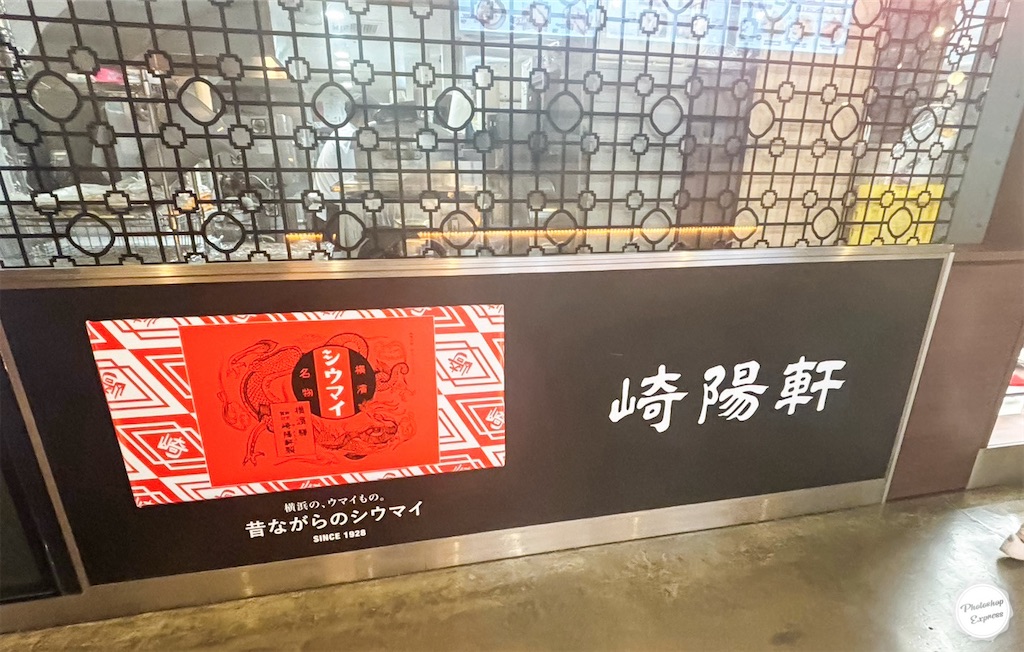 シウマイ
横濱
名物
崎陽軒
横浜の、ウマイもの。
昔ながらのシウマイ
SINCE 1928
Photoshop
Express